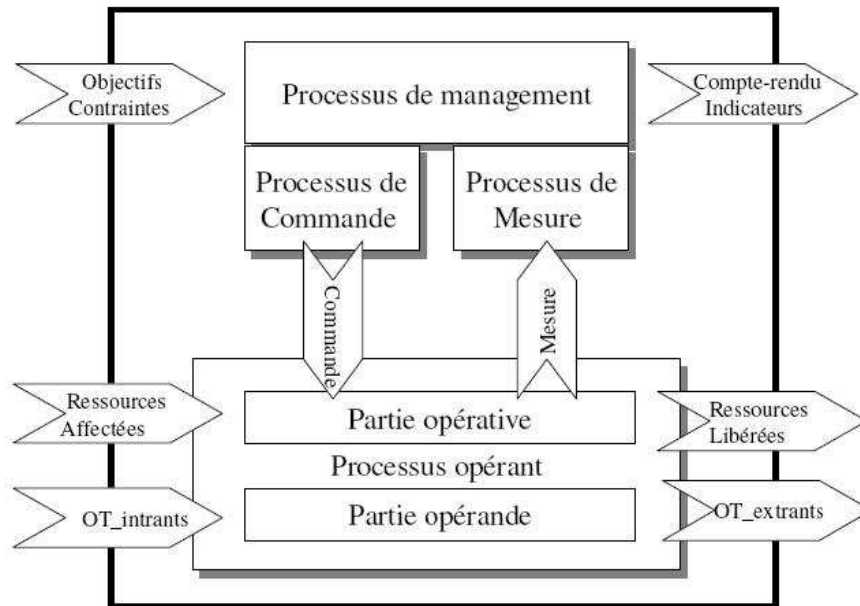 Objectifs
Contraintes
Processus de management
Compte-rendu
Indicateurs
Processus de
Commande
Processus de
Mesure
Commande
Mesure
Ressources
Affectées
Partie opérative
Ressources
Libérées
Processus opérant
OT_intrants
Partie opérande
OT_extrants